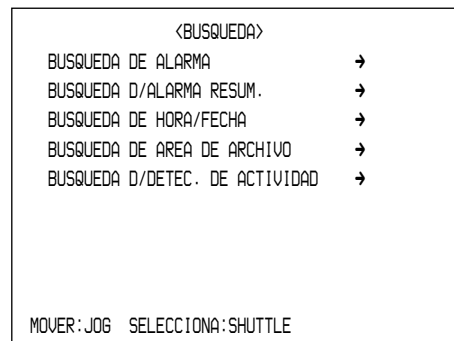 <BUSQUEDA>
BUSQUEDA DE ALARMA →
BUSQUEDA D/ALARMA RESUM. →
BUSQUEDA DE HORA/FECHA →
BUSQUEDA DE AREA DE ARCHIVO →
BUSQUEDA D/DETEC. DE ACTIVIDAD →
MOVER:JOG SELECCIONA:SHUTTLE